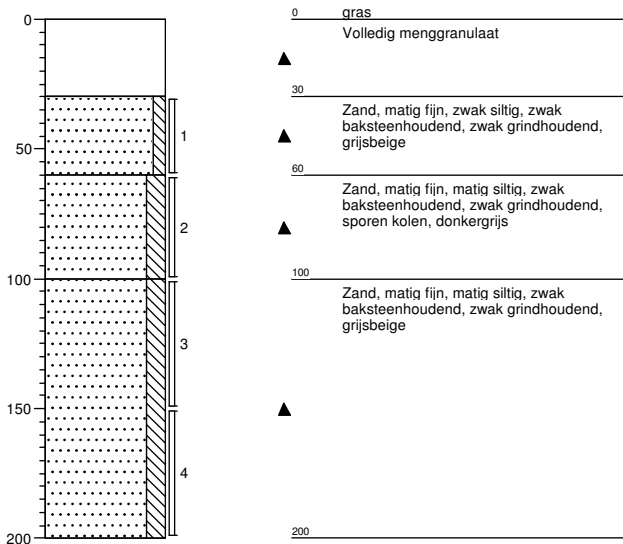 0
50
100
150
200
1
2
3
4
0
gras
Volledig menggranulaat
30
Zand, matig fijn, zwak siltig, zwak
baksteenhoudend, zwak grindhoudend,
grijsbeige
60
Zand, matig fijn, matig siltig, zwak
baksteenhoudend, zwak grindhoudend,
sporen kolen, donkergrijs
100
Zand, matig fijn, matig siltig, zwak
baksteenhoudend, zwak grindhoudend,
grijsbeige
200